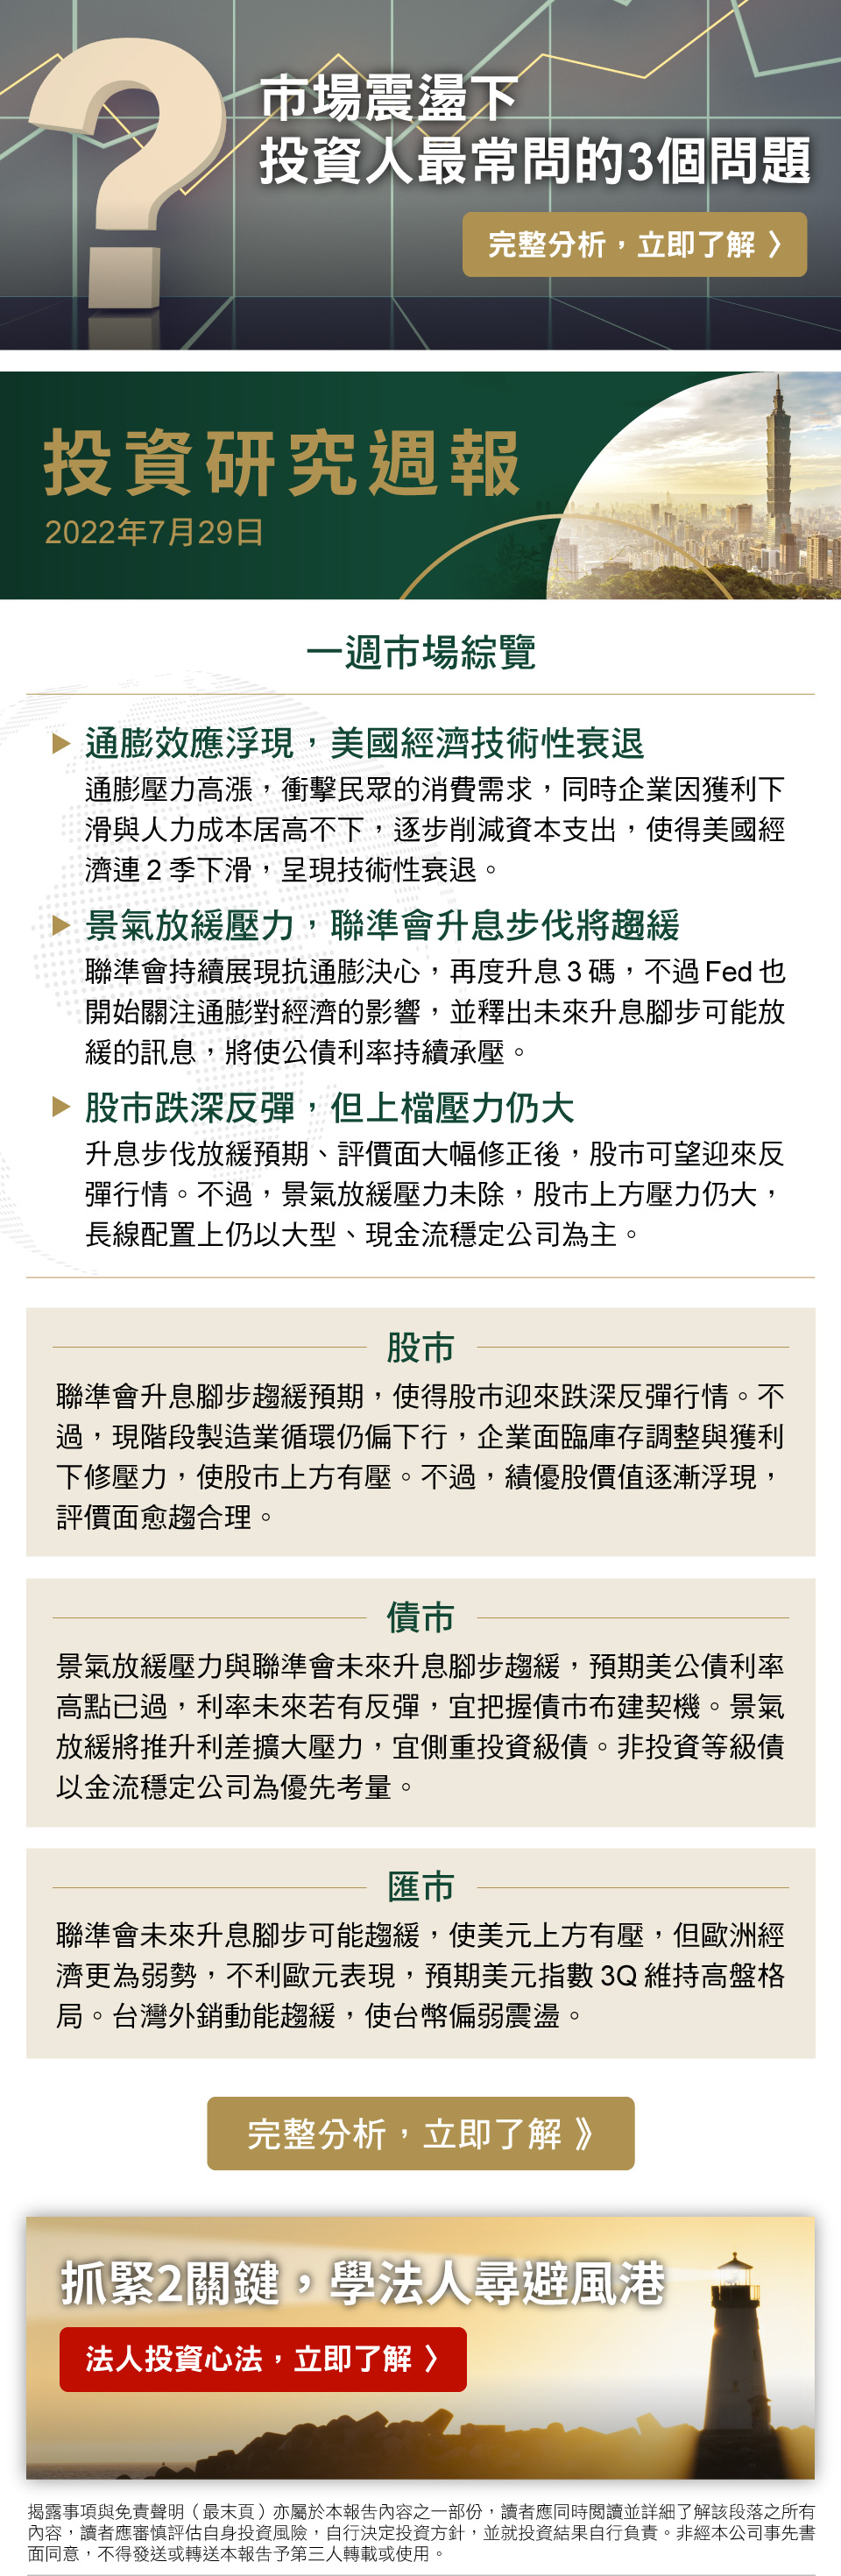 市場震盪下
投資人最常問的3個問題
完整分析，立即了解 〉
投資研究週報
2022年7月29日
一週市場綜覽
▶ 通膨效應浮現，美國經濟技術性衰退
通膨壓力高漲，衝擊民眾的消費需求，同時企業因獲利下
滑與人力成本居高不下，逐步削減資本支出，使得美國經
濟連 2 季下滑，呈現技術性衰退。
▶ 景氣放緩壓力，聯準會升息步伐將趨緩
聯準會持續展現抗通膨決心，再度升息 3 碼，不過 Fed 也
開始關注通膨對經濟的影響，並釋出未來升息腳步可能放
緩的訊息，將使公債利率持續承壓。
▶ 股市跌深反彈，但上檔壓力仍大
升息步伐放緩預期、評價面大幅修正後，股市可望迎來反
彈行情。不過，景氣放緩壓力未除，股市上方壓力仍大，
長線配置上仍以大型、現金流穩定公司為主。
股市
聯準會升息腳步趨緩預期，使得股市迎來跌深反彈行情。不
過，現階段製造業循環仍偏下行，企業面臨庫存調整與獲利
下修壓力，使股市上方有壓。不過，績優股價值逐漸浮現，
評價面愈趨合理。
債市
景氣放緩壓力與聯準會未來升息腳步趨緩，預期美公債利率
高點已過，利率未來若有反彈，宜把握債市布建契機。景氣
放緩將推升利差擴大壓力，宜側重投資級債。非投資等級債
以金流穩定公司為優先考量。
匯市
聯準會未來升息腳步可能趨緩，使美元上方有壓，但歐洲經
濟更為弱勢，不利歐元表現，預期美元指數 3Q 維持高盤格
局。台灣外銷動能趨緩，使台幣偏弱震盪。
完整分析，立即了解 》
抓緊2關鍵，學法人尋避風港
法人投資心法，立即了解 〉
揭露事項與免責聲明（最末頁）亦屬於本報告內容之一部份，讀者應同時閱讀並詳細了解該段落之所有
內容，讀者應審慎評估自身投資風險，自行決定投資方針，並就投資結果自行負責。非經本公司事先書
面同意，不得發送或轉送本報告予第三人轉載或使用。